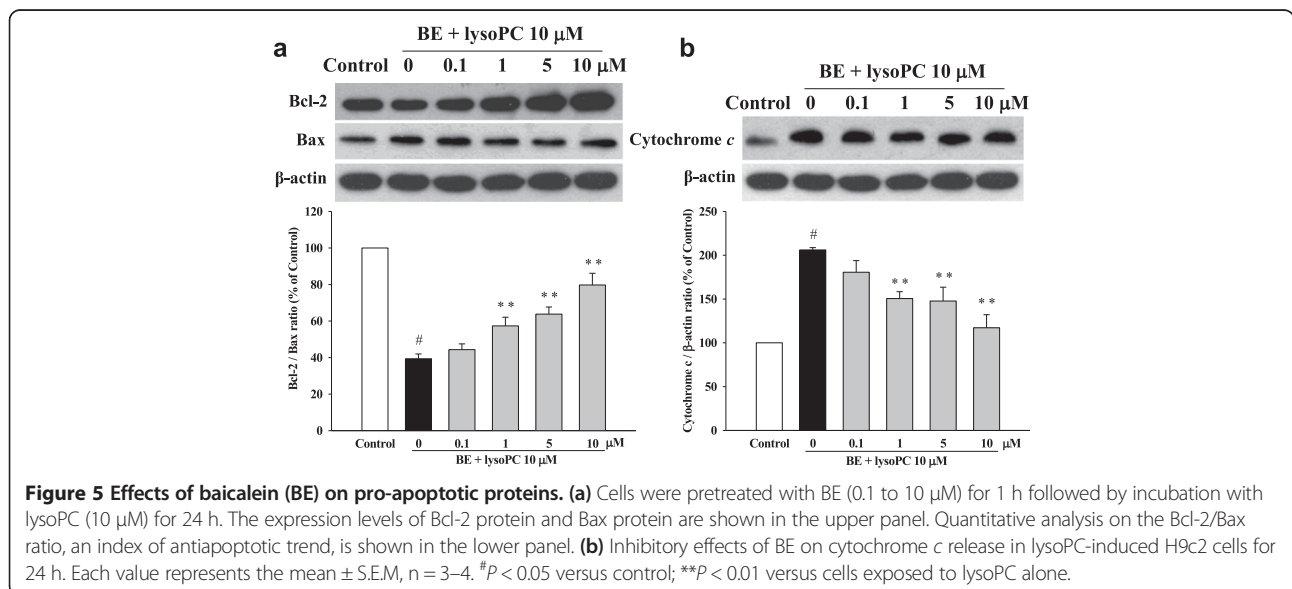 a
BE + lysoPC 10 μM
Control 0 0.1 1 5 10 μM
Bcl-2
Bax
β-actin
120
100
80
60
40
20
0
Bcl-2 / Bax ratio (% of Control)
#
**
**
**
Control 0 0.1 1 5 10 μM
BE + lysoPC 10 μM
b
BE + lysoPC 10 μM
Control 0 0.1 1 5 10 μM
Cytochrome c
β-actin
250
200
150
100
50
0
Cytochrome c / β-actin ratio (% of Control)
#
**
**
**
Control 0 0.1 1 5 10 μM
BE + lysoPC 10 μM
Figure 5 Effects of baicalein (BE) on pro-apoptotic proteins. (a) Cells were pretreated with BE (0.1 to 10 μM) for 1 h followed by incubation with
lysoPC (10 μM) for 24 h. The expression levels of Bcl-2 protein and Bax protein are shown in the upper panel. Quantitative analysis on the Bcl-2/Bax
ratio, an index of antiapoptotic trend, is shown in the lower panel. (b) Inhibitory effects of BE on cytochrome c release in lysoPC-induced H9c2 cells for
24 h. Each value represents the mean ± S.E.M, n = 3–4. #P < 0.05 versus control; **P < 0.01 versus cells exposed to lysoPC alone.